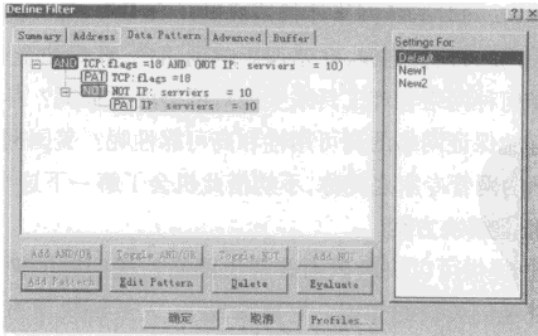 Define Filter
Summary Address Data Pattern Advanced Buffer
AND TCP:flags =18 AND (NOT IP: serviers = 10)
PAT TCP:flags =18
NOT NOT IP: serviers = 10
PAT IP: serviers = 10
Add AND/OR Toggle AND/OR Toggle NOT Add NOT
Add Pattern Edit Pattern Delete Evaluate
确定 取消 Profiles...
Settings For:
Default
New1
New2